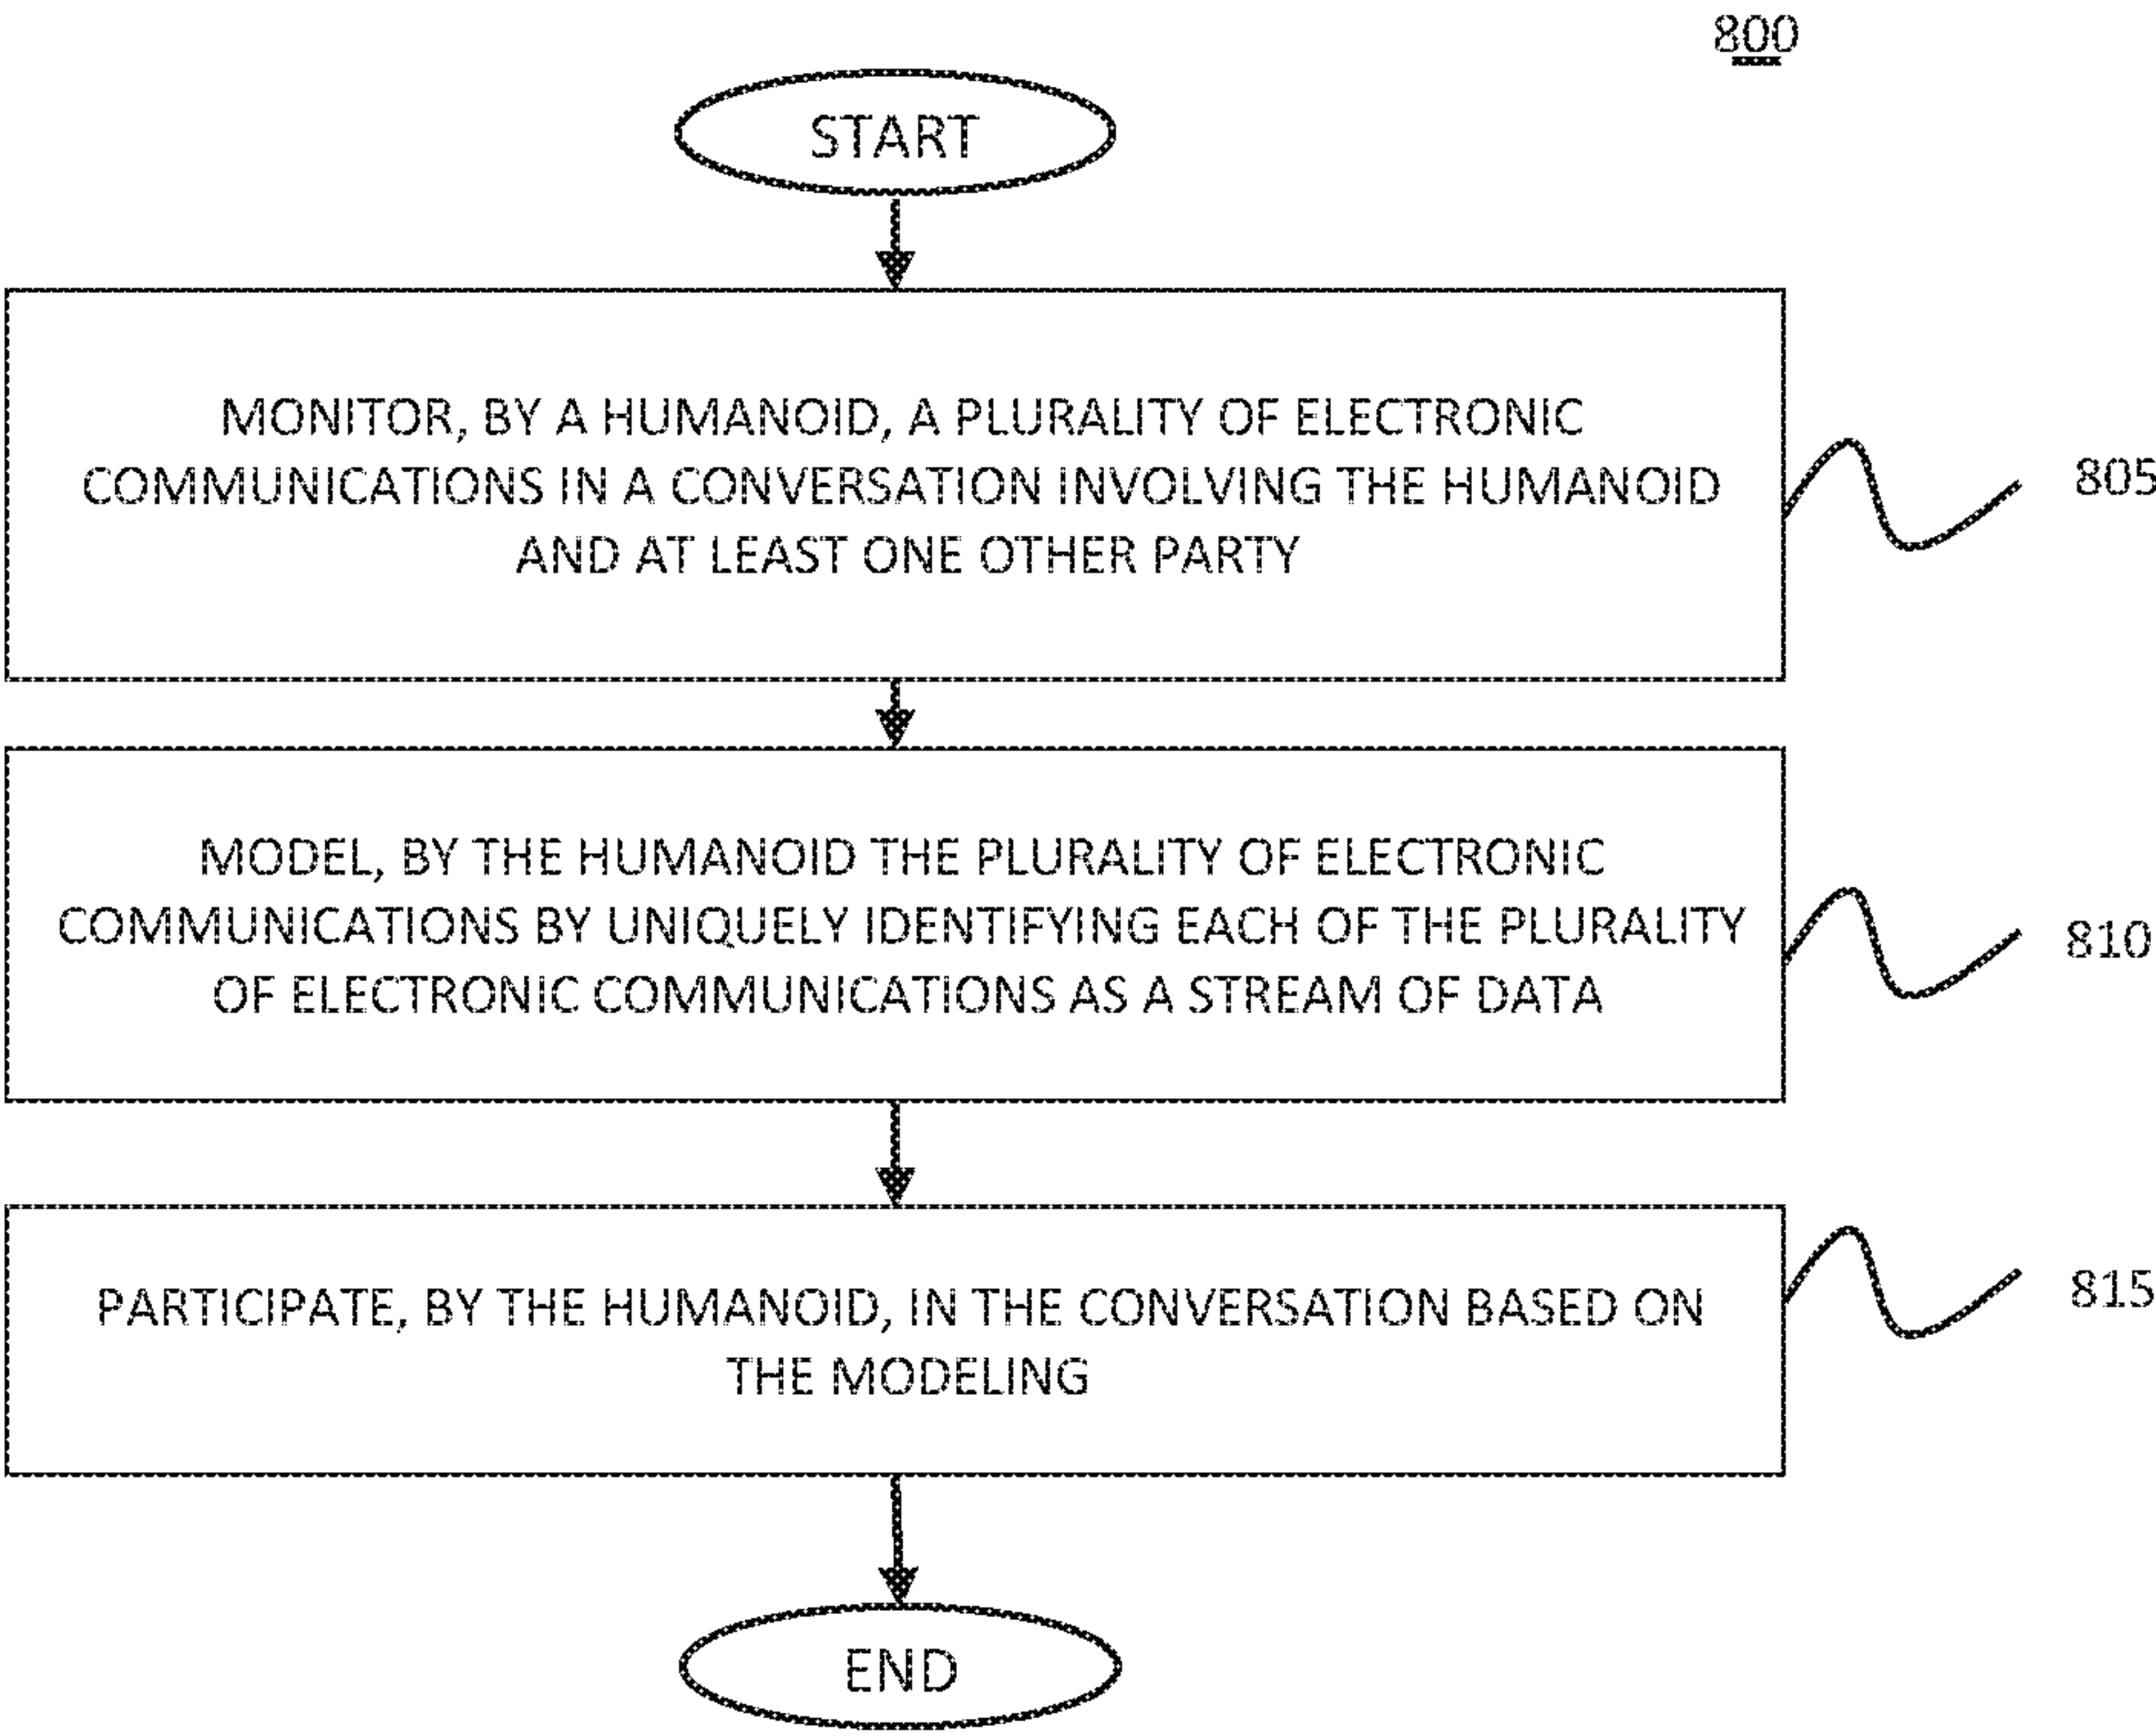 800
START
MONITOR, BY A HUMANOID, A PLURALITY OF ELECTRONIC
COMMUNICATIONS IN A CONVERSATION INVOLVING THE HUMANOID
AND AT LEAST ONE OTHER PARTY
805
MODEL, BY THE HUMANOID THE PLURALITY OF ELECTRONIC
COMMUNICATIONS BY UNIQUELY IDENTIFYING EACH OF THE PLURALITY
OF ELECTRONIC COMMUNICATIONS AS A STREAM OF DATA
810
PARTICIPATE, BY THE HUMANOID, IN THE CONVERSATION BASED ON
THE MODELING
815
END